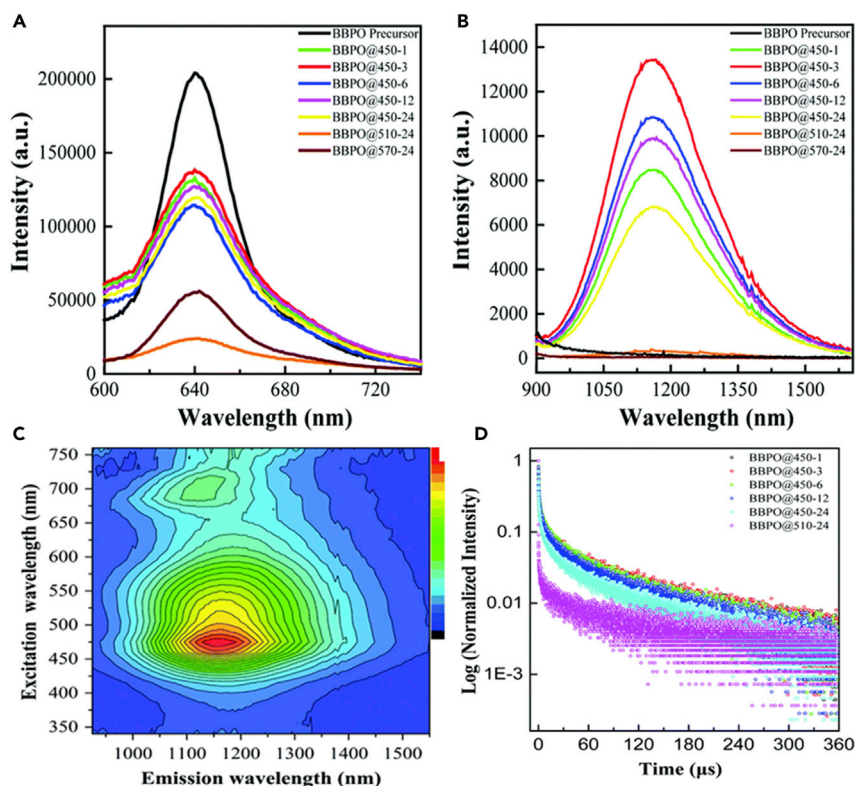 A
Intensity (a.u.)
200000
150000
100000
50000
0
600
640
680
720
Wavelength (nm)
BBPO Precursor
BBPO@450-1
BBPO@450-3
BBPO@450-6
BBPO@450-12
BBPO@450-24
BBPO@510-24
BBPO@570-24
B
Intensity (a.u.)
14000
12000
10000
8000
6000
4000
2000
0
900
1050
1200
1350
1500
Wavelength (nm)
BBPO Precursor
BBPO@450-1
BBPO@450-3
BBPO@450-6
BBPO@450-12
BBPO@450-24
BBPO@510-24
BBPO@570-24
C
Excitation wavelength (nm)
750
700
650
600
550
500
450
400
350
1000
1100
1200
1300
1400
1500
Emission wavelength (nm)
D
Log (Normalized Intensity)
1
0.1
0.01
1E-3
0
60
120
180
240
300
360
Time (μs)
BBPO@450-1
BBPO@450-3
BBPO@450-6
BBPO@450-12
BBPO@450-24
BBPO@510-24